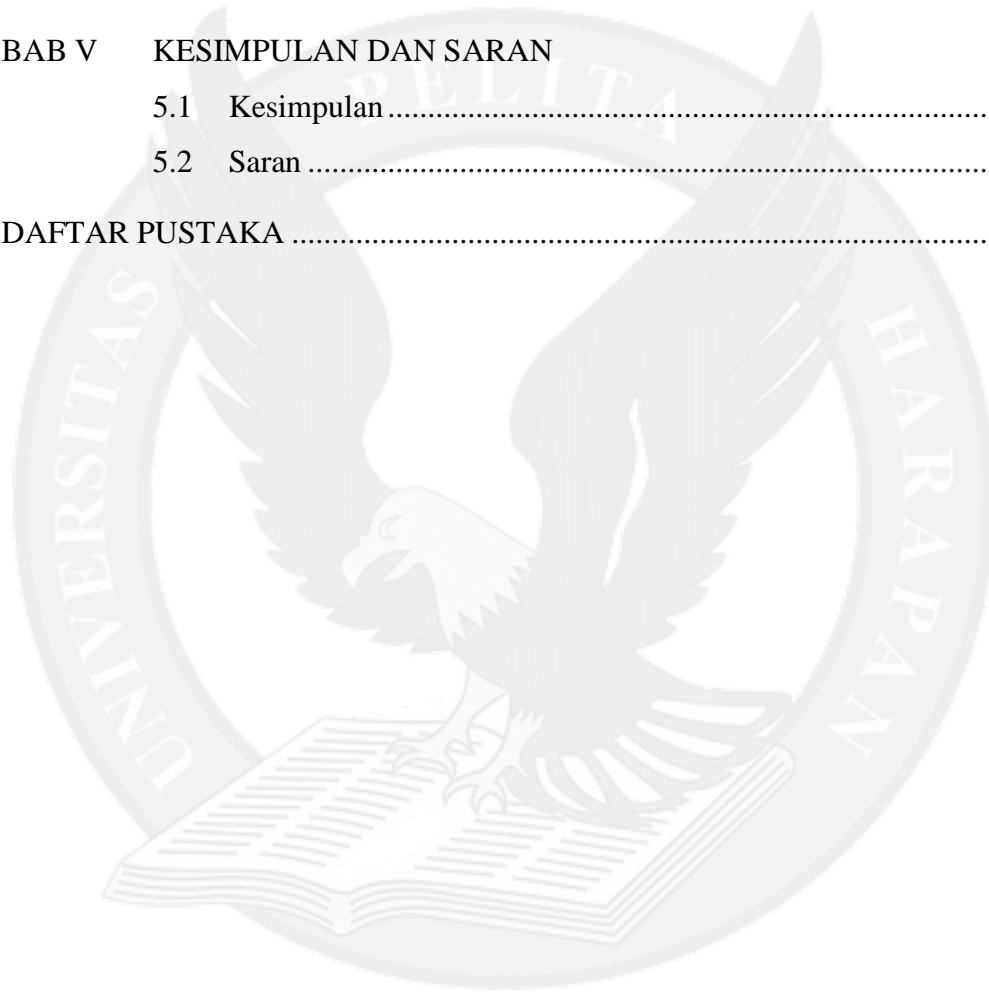 BAB V KESIMPULAN DAN SARAN
5.1 Kesimpulan ...........................................................................
5.2 Saran .....................................................................................
DAFTAR PUSTAKA .......................................................................................
UNIVERSITAS PELITA HARAPAN